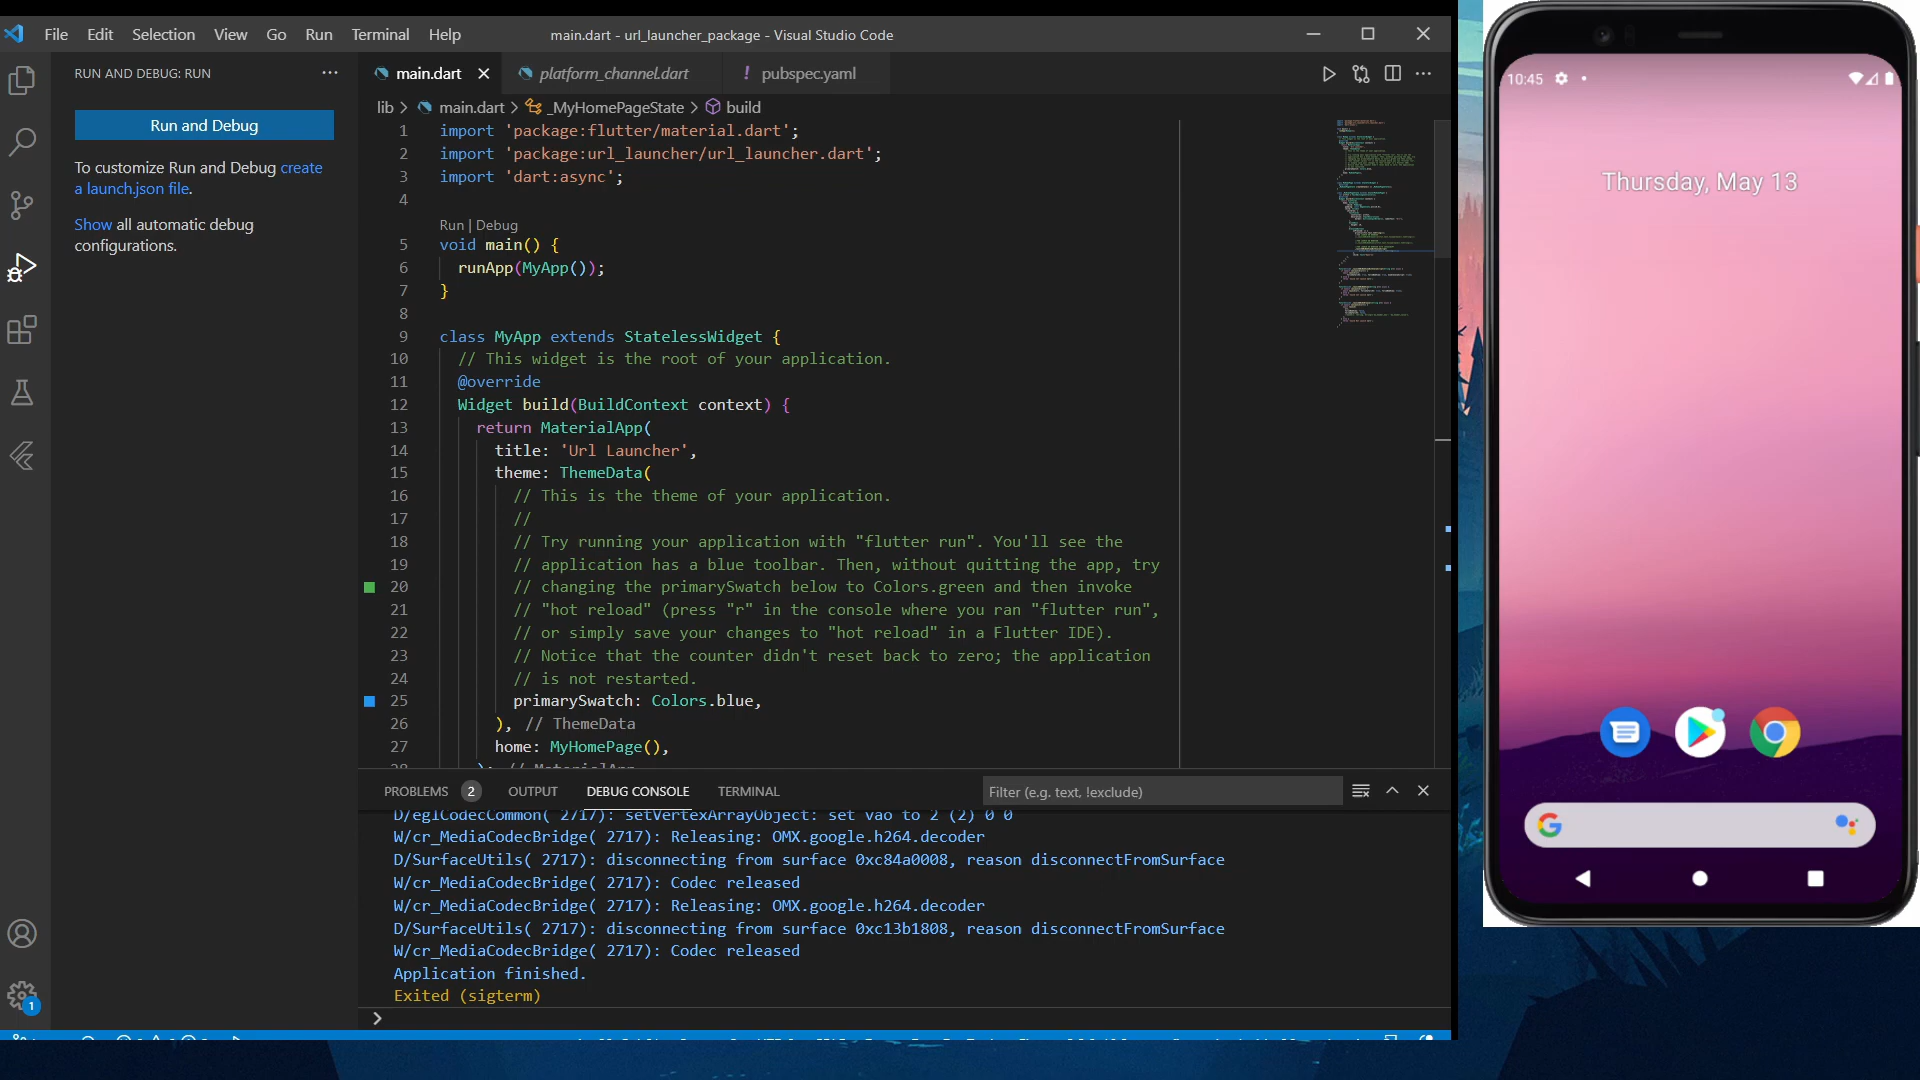 File Edit Selection View Go Run Terminal Help
main.dart - url_launcher_package - Visual Studio Code
RUN AND DEBUG: RUN
Run and Debug
To customize Run and Debug create
a launch.json file.
Show all automatic debug
configurations.
1
main.dart
platform_channel.dart
! pubspec.yaml
lib > main.dart > _MyHomePageState > build
1 import 'package:flutter/material.dart';
2 import 'package:url_launcher/url_launcher.dart';
3 import 'dart:async';
4
Run | Debug
5 void main() {
6 runApp(MyApp());
7 }
8
9 class MyApp extends StatelessWidget {
10 // This widget is the root of your application.
11 @override
12 Widget build(BuildContext context) {
13 return MaterialApp(
14 title: 'Url Launcher',
15 theme: ThemeData(
16 // This is the theme of your application.
17 //
18 // Try running your application with "flutter run". You'll see the
19 // application has a blue toolbar. Then, without quitting the app, try
20 // changing the primarySwatch below to Colors.green and then invoke
21 // "hot reload" (press "r" in the console where you ran "flutter run",
22 // or simply save your changes to "hot reload" in a Flutter IDE).
23 // Notice that the counter didn't reset back to zero; the application
24 // is not restarted.
25 primarySwatch: Colors.blue,
26 ), // ThemeData
27 home: MyHomePage(),
28 ); // MaterialApp
PROBLEMS 2 OUTPUT DEBUG CONSOLE TERMINAL
Filter (e.g. text, !exclude)
D/eglCodecCommon( 2717): setVertexArrayObject: set vao to 2 (2) 0 0
W/cr_MediaCodecBridge( 2717): Releasing: OMX.google.h264.decoder
D/SurfaceUtils( 2717): disconnecting from surface 0xc84a0008, reason disconnectFromSurface
W/cr_MediaCodecBridge( 2717): Codec released
W/cr_MediaCodecBridge( 2717): Releasing: OMX.google.h264.decoder
D/SurfaceUtils( 2717): disconnecting from surface 0xc13b1808, reason disconnectFromSurface
W/cr_MediaCodecBridge( 2717): Codec released
Application finished.
Exited (sigterm)
>
10:45
Thursday, May 13
G